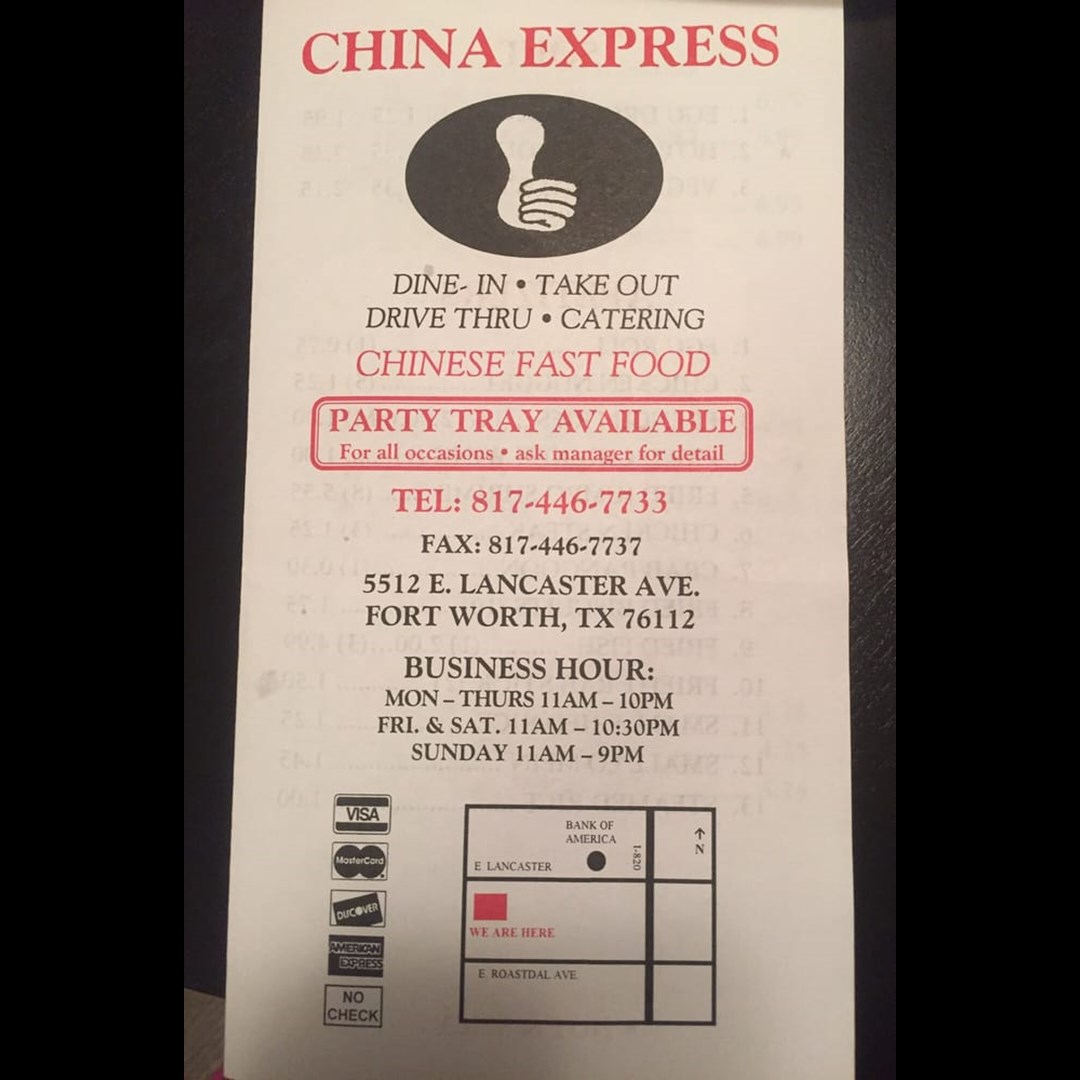 CHINA EXPRESS
DINE- IN • TAKE OUT
DRIVE THRU • CATERING
CHINESE FAST FOOD
PARTY TRAY AVAILABLE
For all occasions • ask manager for detail
TEL: 817-446-7733
FAX: 817-446-7737
5512 E. LANCASTER AVE.
FORT WORTH, TX 76112
BUSINESS HOUR:
MON – THURS 11AM – 10PM
FRI. & SAT. 11AM – 10:30PM
SUNDAY 11AM – 9PM
VISA
MasterCard
DISCOVER
AMERICAN
EXPRESS
NO
CHECK
BANK OF
AMERICA
E LANCASTER
1-820
N
WE ARE HERE
E. ROASTDAL AVE.